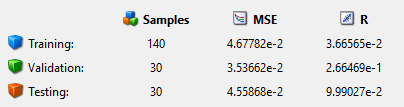 Samples MSE R
Training: 140 4.67782e-2 3.66565e-2
Validation: 30 3.53662e-2 2.66469e-1
Testing: 30 4.55868e-2 9.99027e-2